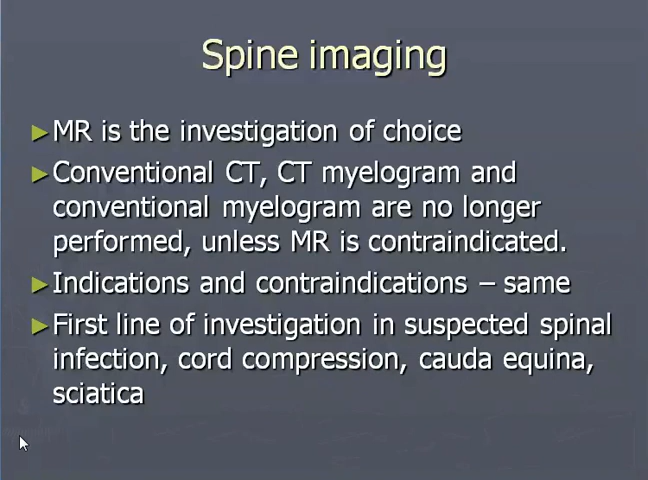 Spine imaging
► MR is the investigation of choice
► Conventional CT, CT myelogram and
conventional myelogram are no longer
performed, unless MR is contraindicated.
► Indications and contraindications – same
► First line of investigation in suspected spinal
infection, cord compression, cauda equina,
sciatica